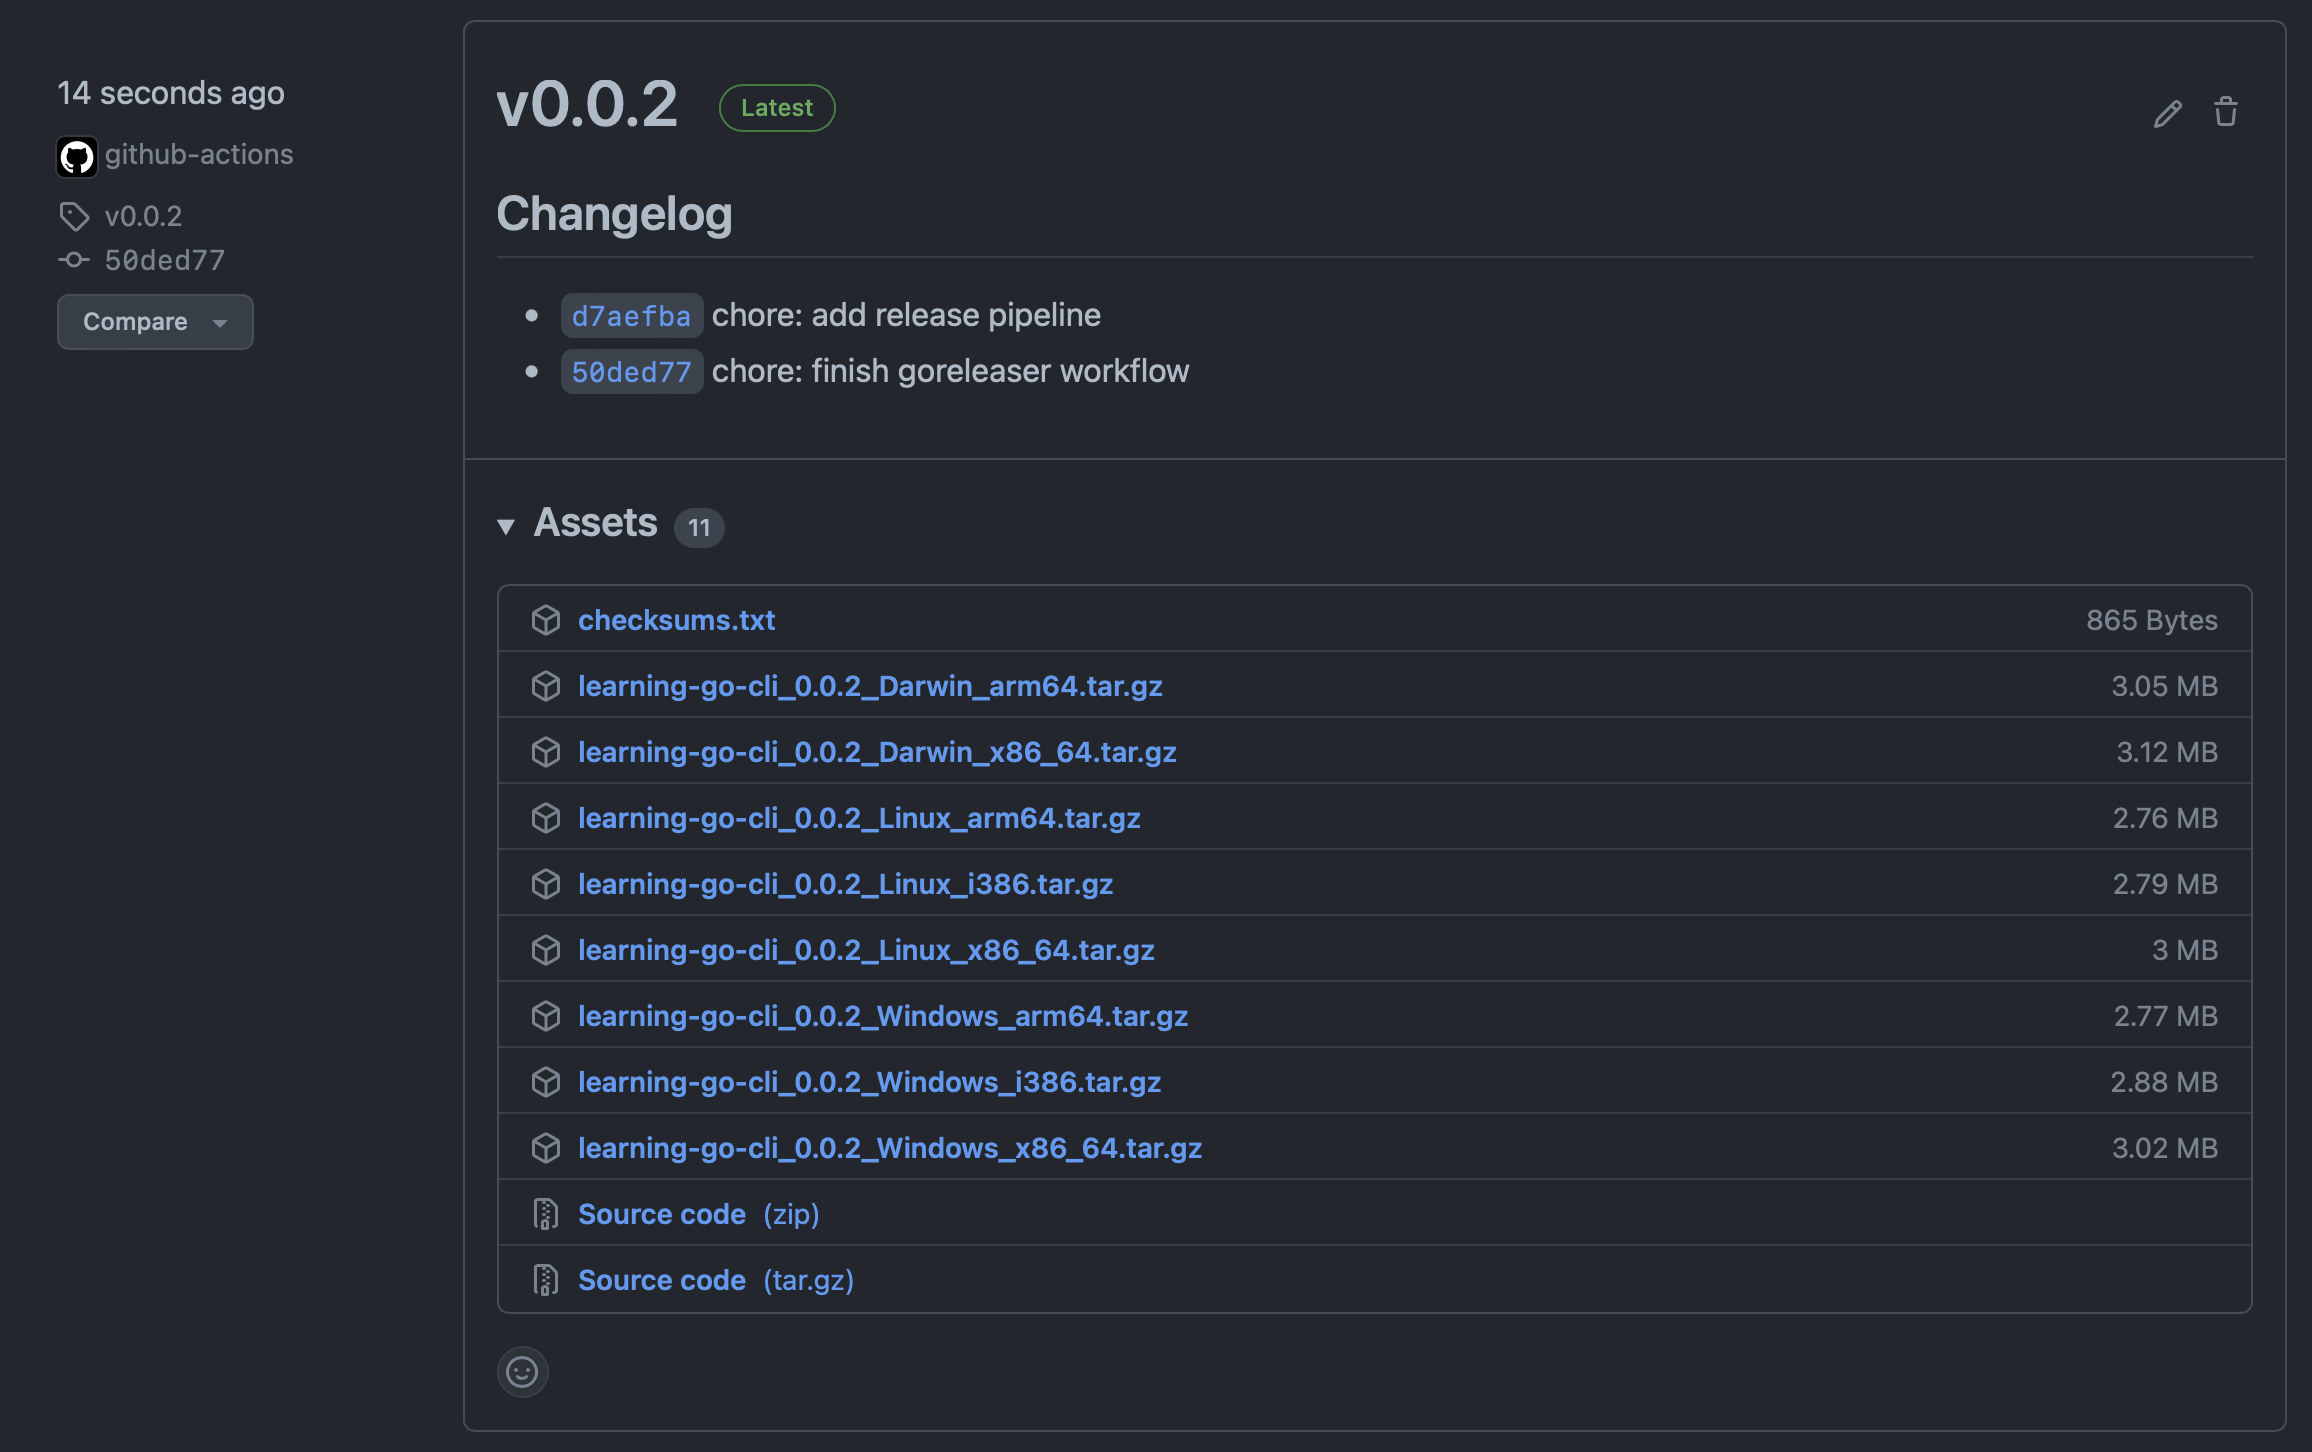 14 seconds ago
github-actions
v0.0.2
50ded77
Compare
v0.0.2 Latest
Changelog
d7aefba chore: add release pipeline
50ded77 chore: finish goreleaser workflow
Assets 11
checksums.txt 865 Bytes
learning-go-cli_0.0.2_Darwin_arm64.tar.gz 3.05 MB
learning-go-cli_0.0.2_Darwin_x86_64.tar.gz 3.12 MB
learning-go-cli_0.0.2_Linux_arm64.tar.gz 2.76 MB
learning-go-cli_0.0.2_Linux_i386.tar.gz 2.79 MB
learning-go-cli_0.0.2_Linux_x86_64.tar.gz 3 MB
learning-go-cli_0.0.2_Windows_arm64.tar.gz 2.77 MB
learning-go-cli_0.0.2_Windows_i386.tar.gz 2.88 MB
learning-go-cli_0.0.2_Windows_x86_64.tar.gz 3.02 MB
Source code (zip)
Source code (tar.gz)